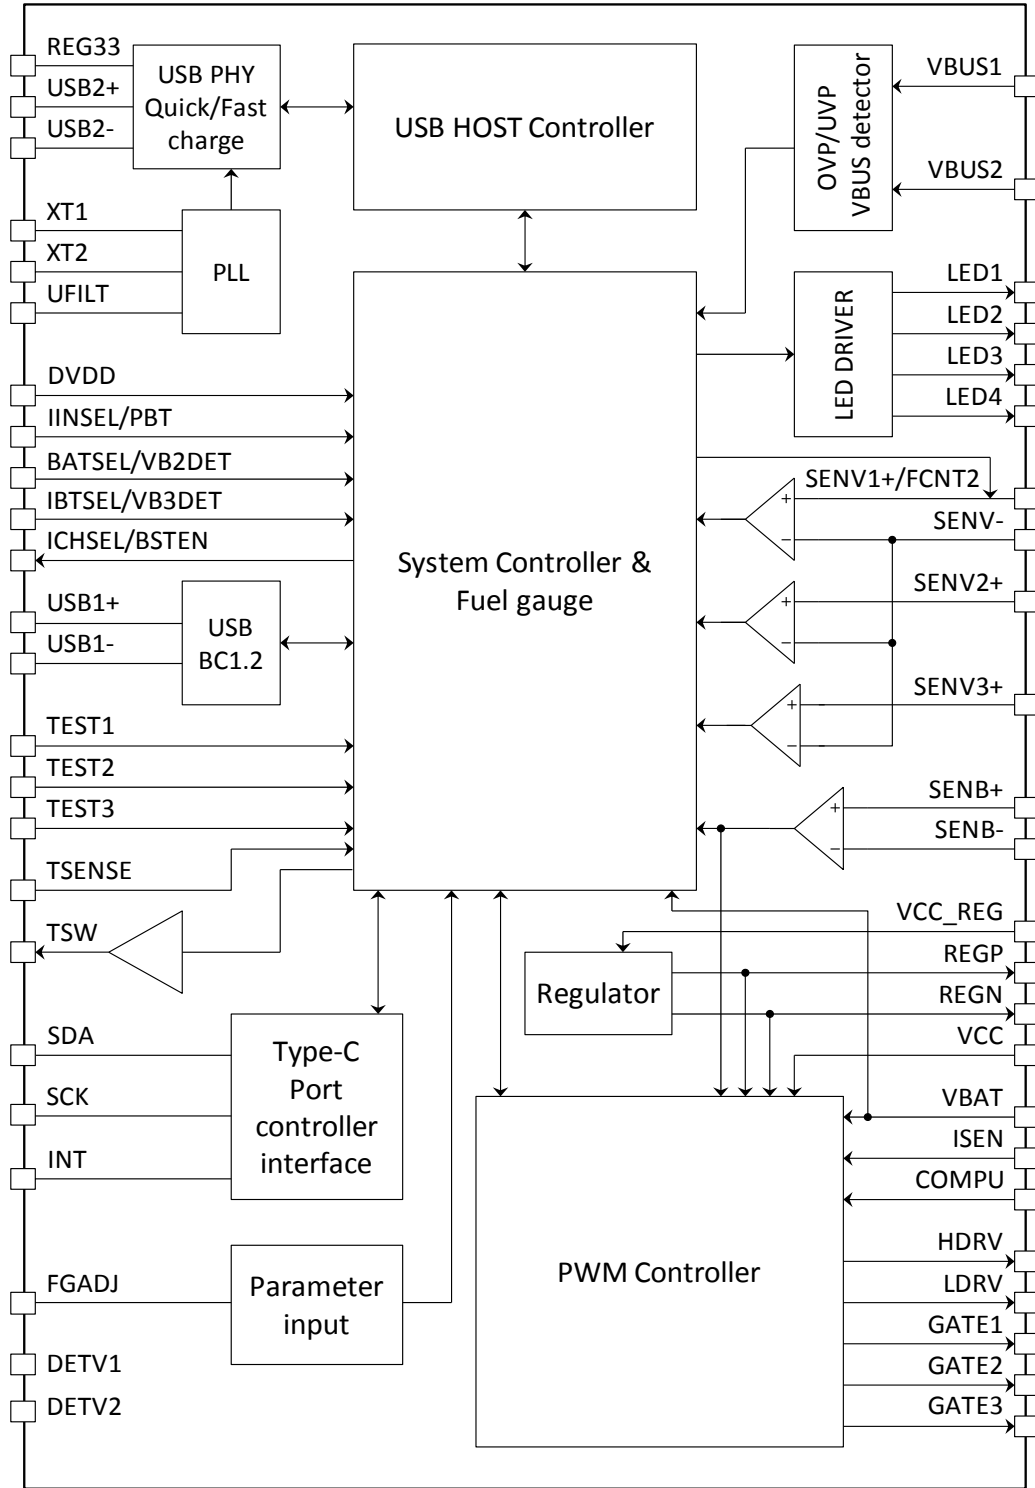 REG33
USB2+
USB2-
XT1
XT2
UFILT
DVDD
IINSEL/PBT
BATSEL/VB2DET
IBTSEL/VB3DET
ICHSEL/BSTEN
USB1+
USB1-
TEST1
TEST2
TEST3
TSENSE
TSW
SDA
SCK
INT
FGADJ
DETV1
DETV2
USB PHY
Quick/Fast
charge
PLL
USB
BC1.2
Type-C
Port
controller
interface
Parameter
input
USB HOST Controller
System Controller &
Fuel gauge
Regulator
PWM Controller
OVP/UVP
VBUS detector
LED DRIVER
+
−
+
−
+
−
+
−
VBUS1
VBUS2
LED1
LED2
LED3
LED4
SENV1+/FCNT2
SENV-
SENV2+
SENV3+
SENB+
SENB-
VCC_REG
REGP
REGN
VCC
VBAT
ISEN
COMPU
HDRV
LDRV
GATE1
GATE2
GATE3